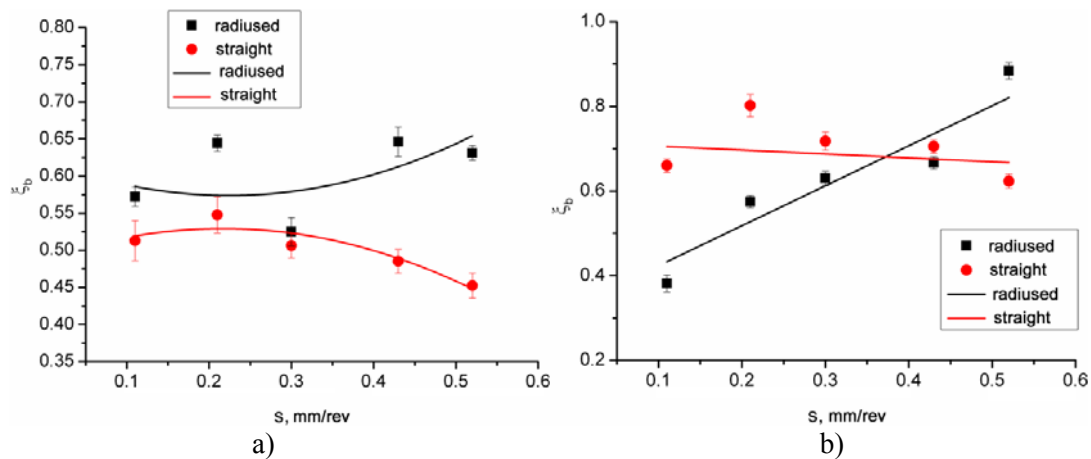 0.80
0.75
0.70
0.65
0.60
0.55
0.50
0.45
0.40
0.35
ξb
radiused
straight
radiused
straight
0.1 0.2 0.3 0.4 0.5 0.6
s, mm/rev
a)
1.0
0.8
0.6
0.4
0.2
ξb
radiused
straight
radiused
straight
0.1 0.2 0.3 0.4 0.5 0.6
s, mm/rev
b)